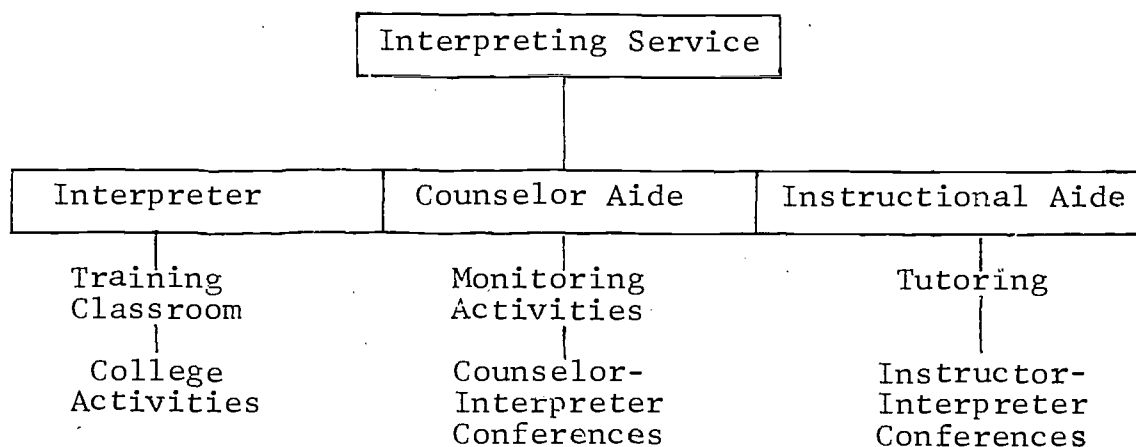 Interpreting Service
Interpreter
Counselor Aide
Instructional Aide
Training
Classroom
College
Activities
Monitoring
Activities
Counselor-
Interpreter
Conferences
Tutoring
Instructor-
Interpreter
Conferences